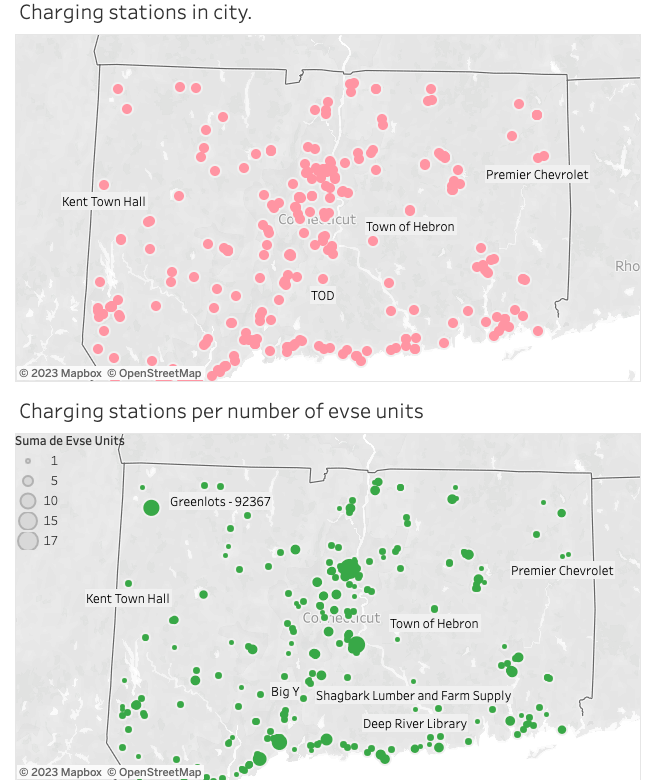 Charging stations in city.
Premier Chevrolet
Kent Town Hall
Connecticut
Town of Hebron
Rho
TOD
© 2023 Mapbox © OpenStreetMap
Charging stations per number of evse units
Suma de Evse Units
1
5
10
15
17
Greenlots - 92367
Premier Chevrolet
Kent Town Hall
Connecticut
Town of Hebron
Big Y
Shagbark Lumber and Farm Supply
Deep River Library
© 2023 Mapbox © OpenStreetMap